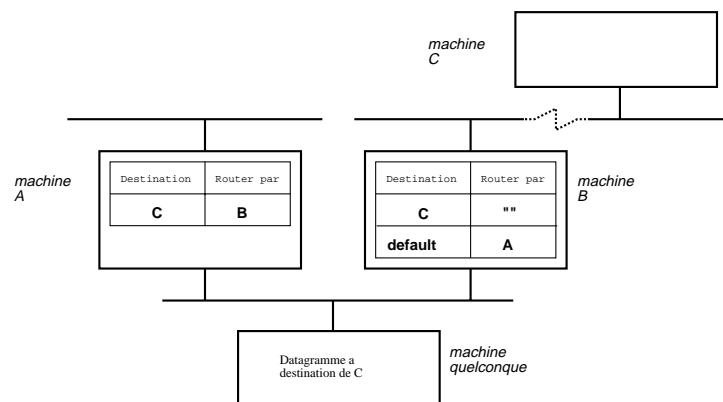 machine
C
machine
A
Destination Router par
C B
Destination Router par
C ""
default A
machine
B
Datagramme a
destination de C
machine
quelconque